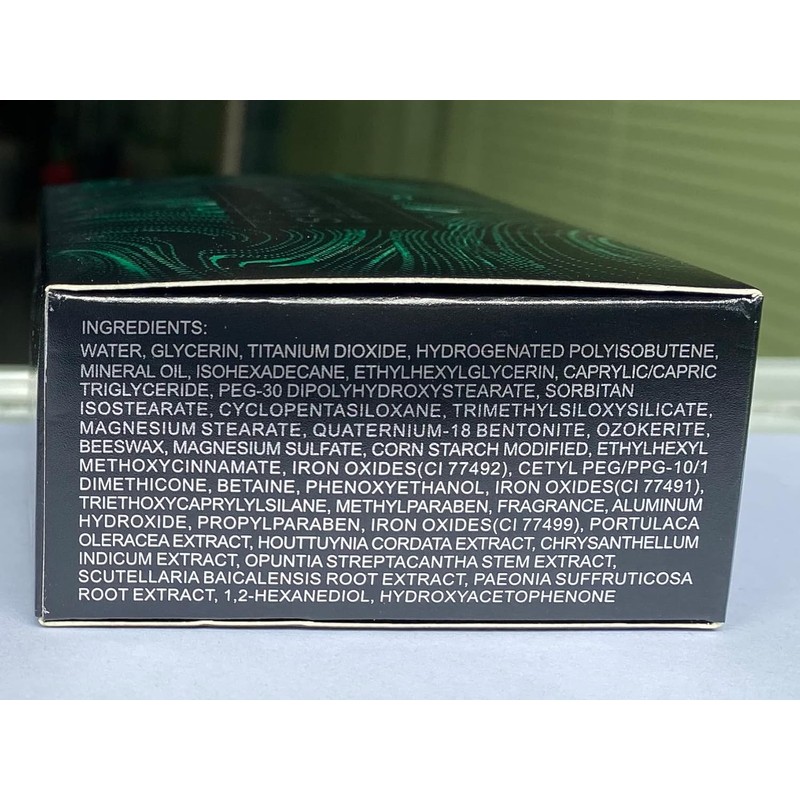 INGREDIENTS:
WATER, GLYCERIN, TITANIUM DIOXIDE, HYDROGENATED POLYISOBUTENE,
MINERAL OIL, ISOHEXADECANE, ETHYLHEXYLGLYCERIN, CAPRYLIC/CAPRIC
TRIGLYCERIDE, PEG-30 DIPOLYHYDROXYSTEARATE, SORBITAN
ISOSTEARATE, CYCLOPENTASILOXANE, TRIMETHYLSILOXYSILICATE,
MAGNESIUM STEARATE, QUATERNIUM-18 BENTONITE, OZOKERITE,
BEESWAX, MAGNESIUM SULFATE, CORN STARCH MODIFIED, ETHYLHEXYL
METHOXYCINNAMATE, IRON OXIDES(CI 77492), CETYL PEG/PPG-10/1
DIMETHICONE, BETAINE, PHENOXYETHANOL, IRON OXIDES(CI 77491),
TRIETHOXYCAPRYLYLSILANE, METHYLPARABEN, FRAGRANCE, ALUMINUM
HYDROXIDE, PROPYLPARABEN, IRON OXIDES(CI 77499), PORTULACA
OLERACEA EXTRACT, HOUTTUYNIA CORDATA EXTRACT, CHRYSANTHELLUM
INDICUM EXTRACT, OPUNTIA STREPTACANTHA STEM EXTRACT,
SCUTELLARIA BAICALENSIS ROOT EXTRACT, PAEONIA SUFFRUTICOSA
ROOT EXTRACT, 1,2-HEXANEDIOL, HYDROXYACETOPHENONE